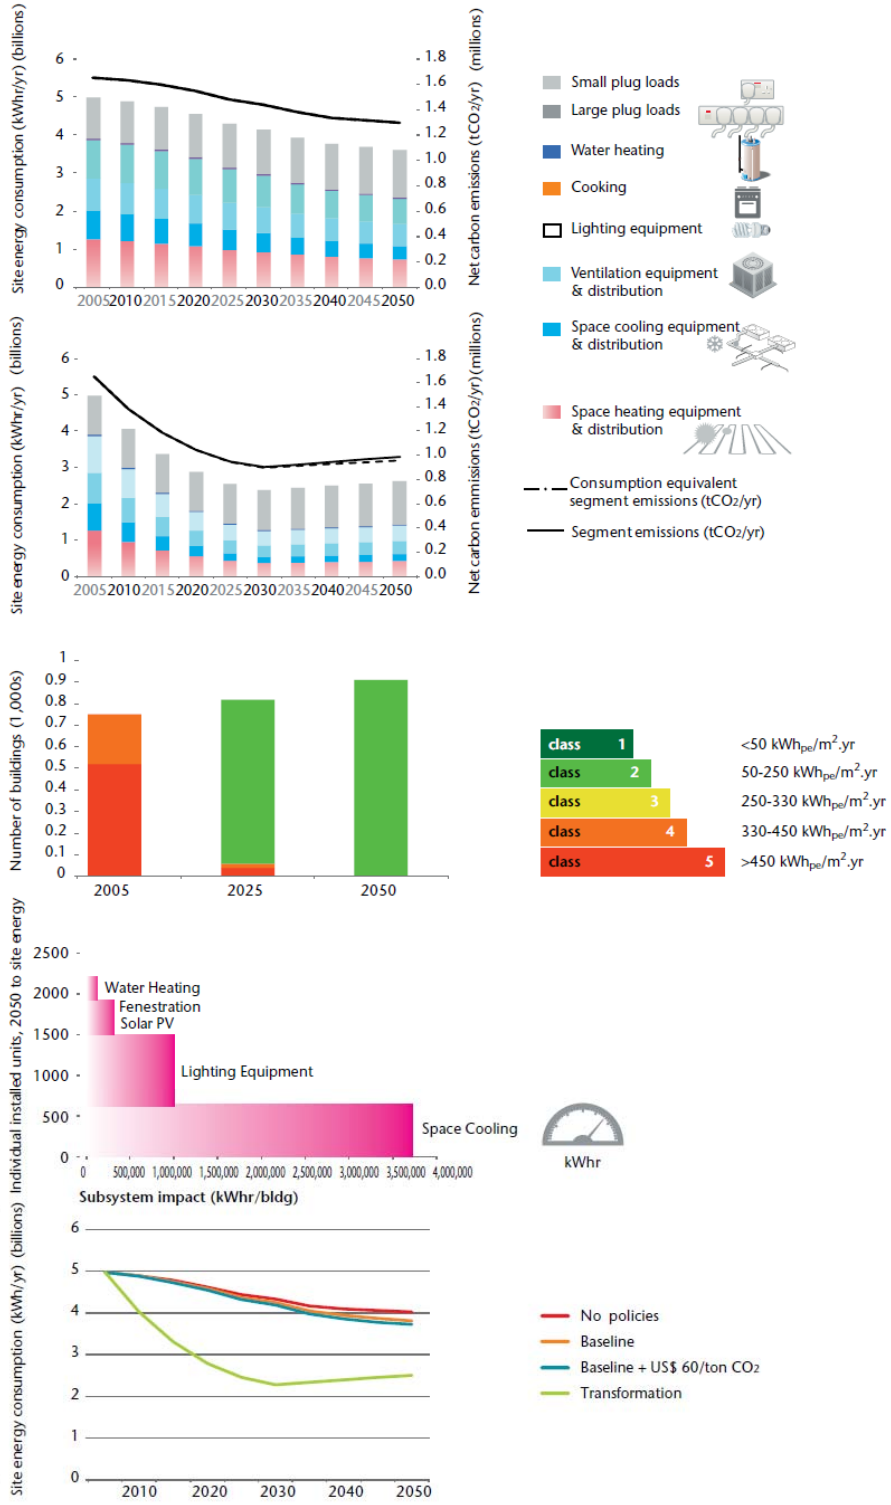 Site energy consumption (kWhr/yr) (billions)
6
5
4
3
2
1
0
1.8
1.6
1.4
1.2
1.0
0.8
0.6
0.4
0.2
0.0
Net carbon emissions (tCO2/yr) (millions)
2005 2010 2015 2020 2025 2030 2035 2040 2045 2050
Small plug loads
Large plug loads
Water heating
Cooking
Lighting equipment
Ventilation equipment
& distribution
Space cooling equipment
& distribution
Space heating equipment
& distribution
Consumption equivalent
segment emissions (tCO2/yr)
Segment emissions (tCO2/yr)
Site energy consumption (kWhr/yr) (billions)
6
5
4
3
2
1
0
1.8
1.6
1.4
1.2
1.0
0.8
0.6
0.4
0.2
0.0
Net carbon emmissions (tCO2/yr) (millions)
2005 2010 2015 2020 2025 2030 2035 2040 2045 2050
Number of buildings (1,000s)
1
0.9
0.8
0.7
0.6
0.5
0.4
0.3
0.2
0.1
0
2005 2025 2050
class 1 <50 kWhpe/m2.yr
class 2 50-250 kWhpe/m2.yr
class 3 250-330 kWhpe/m2.yr
class 4 330-450 kWhpe/m2.yr
class 5 >450 kWhpe/m2.yr
Individual installed units, 2050 to site energy
2500
2000
1500
1000
500
0
Water Heating
Fenestration
Solar PV
Lighting Equipment
Space Cooling
0 500,000 1,000,000 1,500,000 2,000,000 2,500,000 3,000,000 3,500,000 4,000,000
Subsystem impact (kWhr/bldg)
kWhr
Site energy consumption (kWh/yr) (billions)
6
5
4
3
2
1
0
2010 2020 2030 2040 2050
No policies
Baseline
Baseline + US$ 60/ton CO2
Transformation